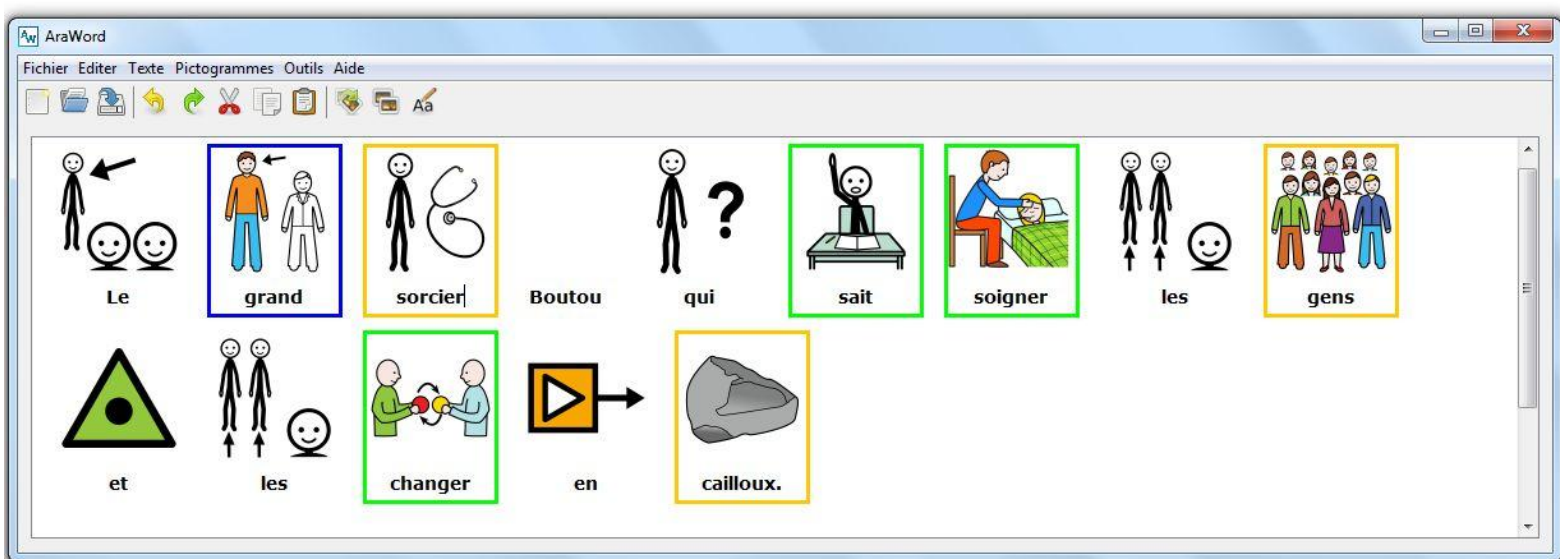 AraWord
Fichier Editer Texte Pictogrammes Outils Aide
Le grand sorcier Boutou qui sait soigner les gens
et les changer en cailloux.